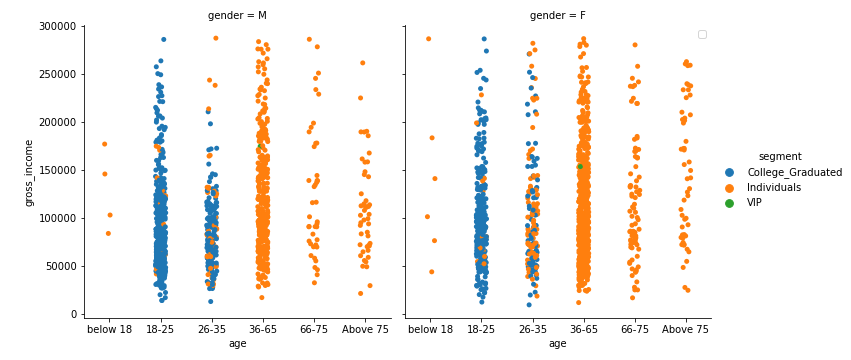 gender = M
gender = F
300000
250000
200000
150000
100000
50000
0
gross_income
below 18
18-25
26-35
36-65
66-75
Above 75
age
below 18
18-25
26-35
36-65
66-75
Above 75
age
segment
College_Graduated
Individuals
VIP